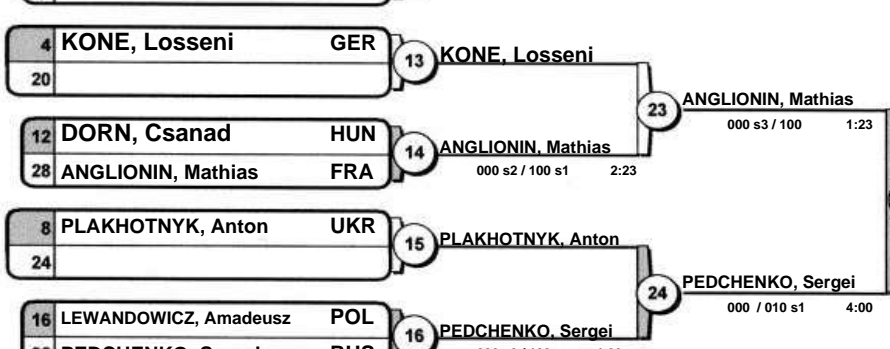 4 KONE, Losseni GER
20
13 KONE, Losseni
12 DORN, Csanad HUN
28 ANGLIONIN, Mathias FRA
14 ANGLIONIN, Mathias
000 s2 / 100 s1 2:23
23 ANGLIONIN, Mathias
000 s3 / 100 1:23
8 PLAKHOTNYK, Anton UKR
24
15 PLAKHOTNYK, Anton
16 LEWANDOWICZ, Amadeusz POL
16 PEDCHENKO, Sergei
24 PEDCHENKO, Sergei
000 / 010 s1 4:00
PEDCHENKO,